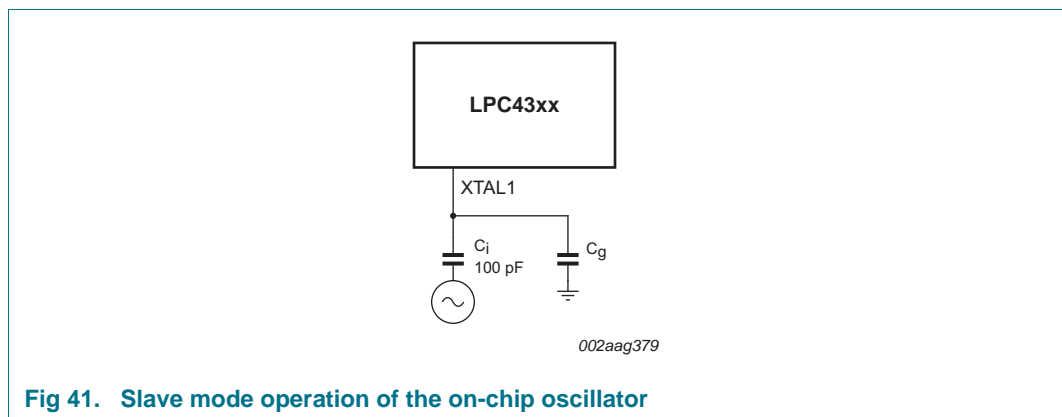 LPC43xx
XTAL1
Ci
100 pF
Cg
002aag379
Fig 41. Slave mode operation of the on-chip oscillator